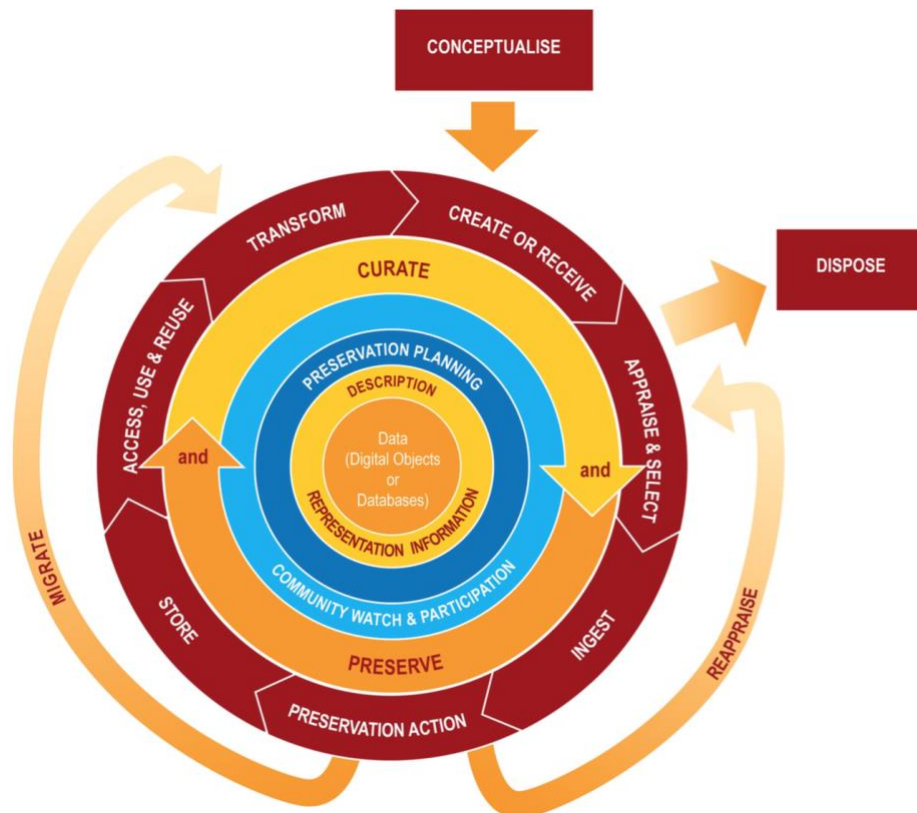 CONCEPTUALISE
DISPOSE
TRANSFORM
CREATE OR RECEIVE
APPRAISE & SELECT
INGEST
PRESERVATION ACTION
STORE
ACCESS, USE & REUSE
MIGRATE
REAPPRAISE
CURATE
and
PRESERVE
and
COMMUNITY WATCH & PARTICIPATION
PRESERVATION PLANNING
DESCRIPTION
REPRESENTATION INFORMATION
Data
(Digital Objects
or
Databases)